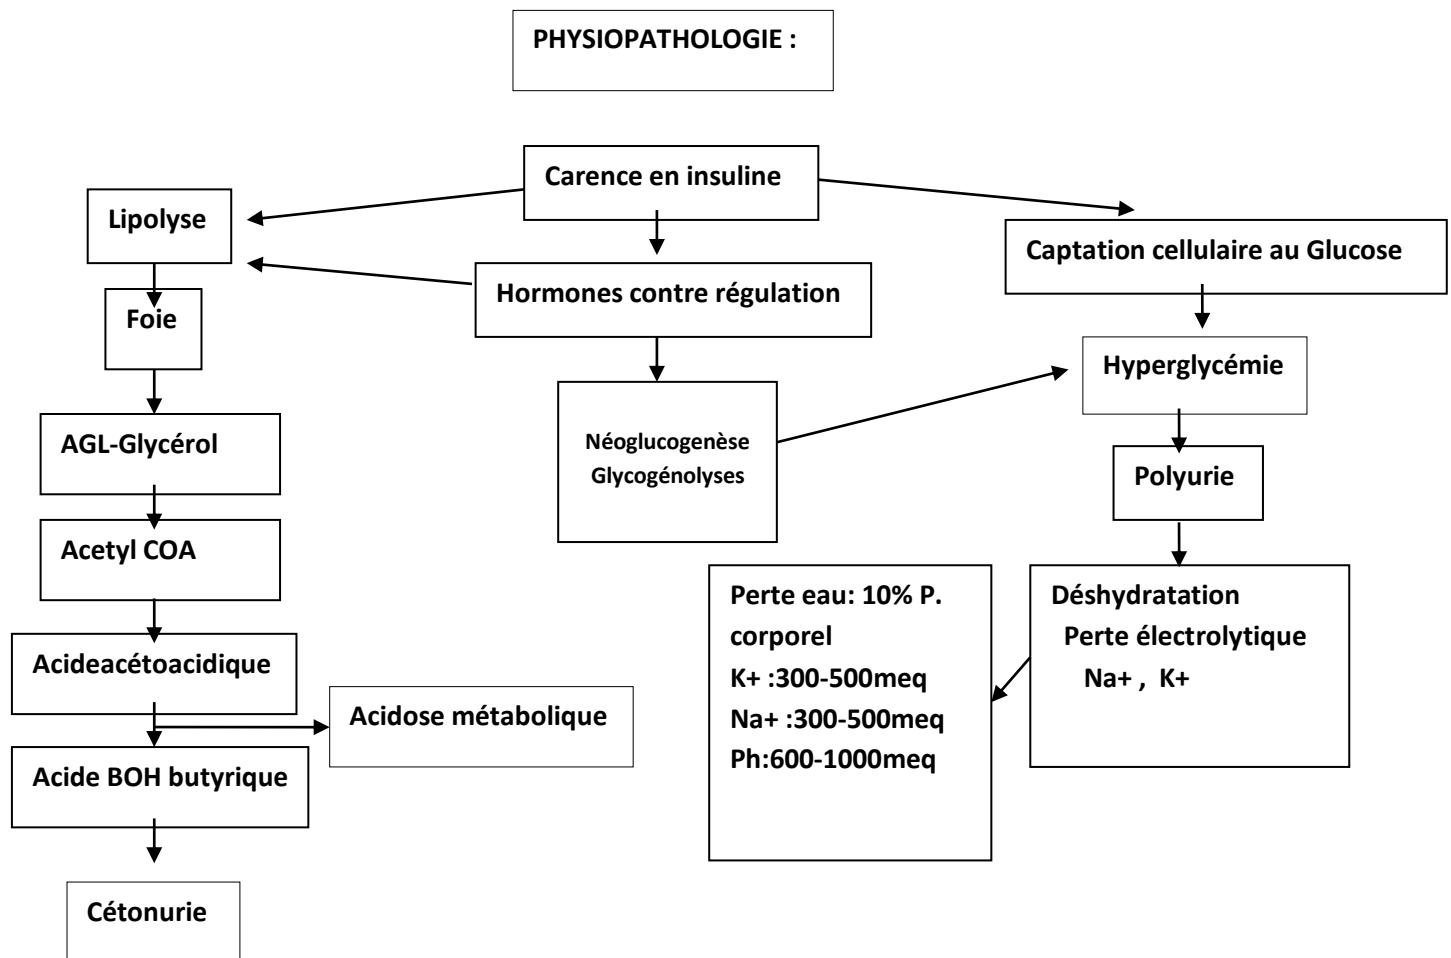 PHYSIOPATHOLOGIE :
Carence en insuline
Lipolyse
Captation cellulaire au Glucose
Hormones contre régulation
Foie
Hyperglycémie
AGL-Glycérol
Néoglucogenèse
Glycogénolyses
Polyurie
Acetyl COA
Perte eau: 10% P.
corporel
K+ :300-500meq
Na+ :300-500meq
Ph:600-1000meq
Déshydratation
Perte électrolytique
Na+ , K+
Acideacétoacidique
Acidose métabolique
Acide BOH butyrique
Cétonurie